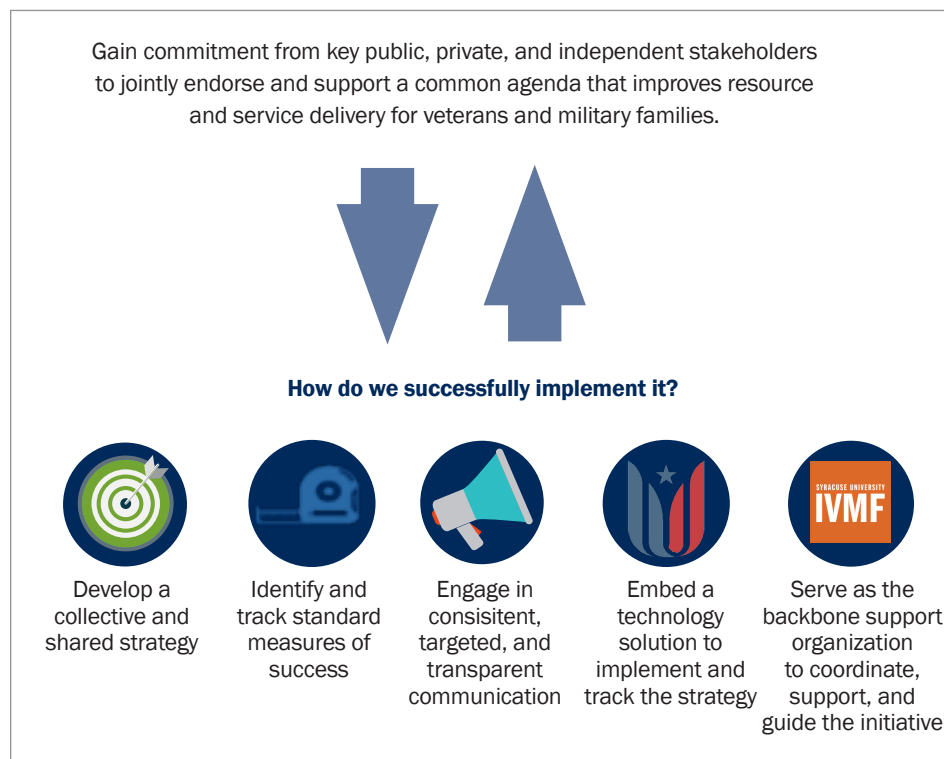 Gain commitment from key public, private, and independent stakeholders
to jointly endorse and support a common agenda that improves resource
and service delivery for veterans and military families.
How do we successfully implement it?
Develop a
collective and
shared strategy
Identify and
track standard
measures of
success
Engage in
consisitent,
targeted, and
transparent
communication
Embed a
technology
solution to
implement and
track the strategy
SYRACUSE UNIVERSITY
IVMF
Serve as the
backbone support
organization
to coordinate,
support, and
guide the initiative